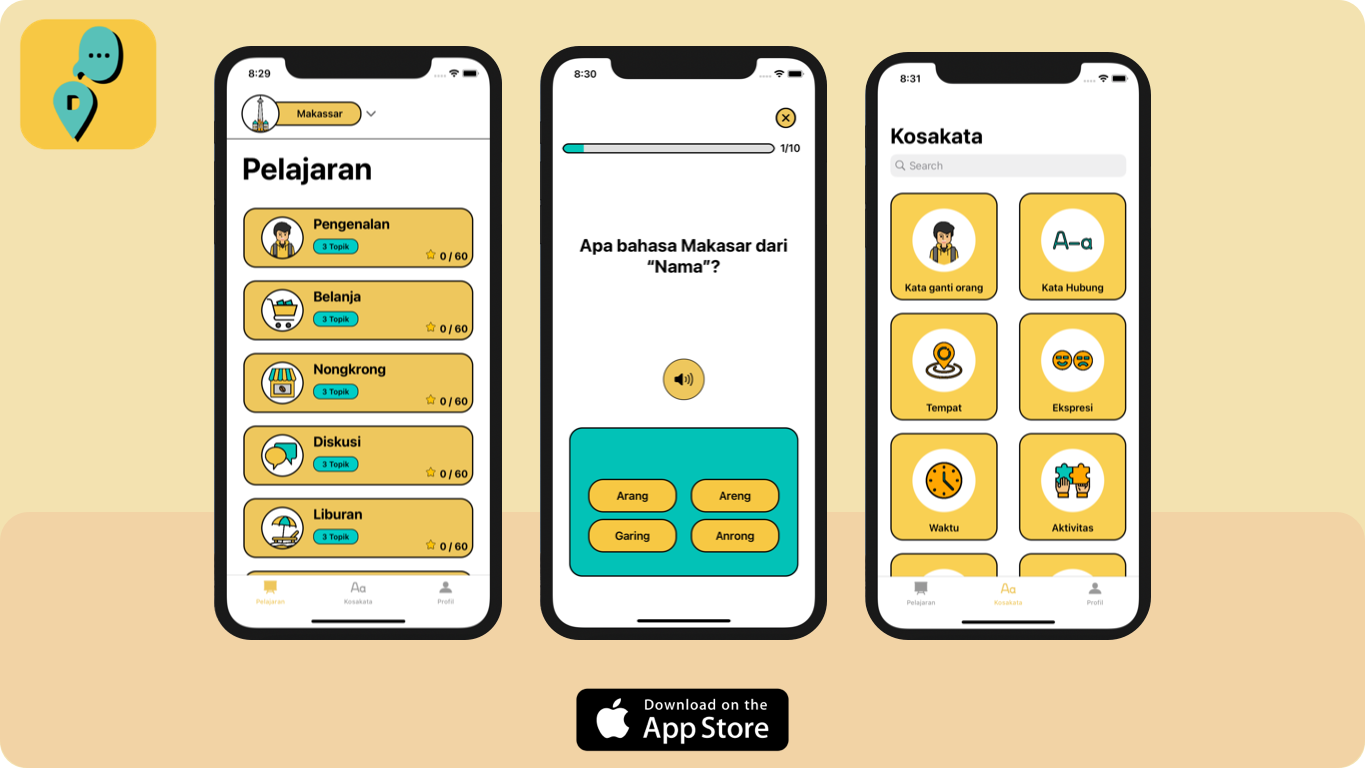 D
8:29
Makassar
Pelajaran
Pengenalan
3 Topik
0 / 60
Belanja
3 Topik
0 / 60
Nongkrong
3 Topik
0 / 60
Diskusi
3 Topik
0 / 60
Liburan
3 Topik
0 / 60
Pelajaran
Aa
Kosakata
Profil
8:30
1/10
Apa bahasa Makasar dari
“Nama”?
Arang
Areng
Garing
Anrong
8:31
Kosakata
Search
Kata ganti orang
A-a
Kata Hubung
Tempat
Ekspresi
Waktu
Aktivitas
Pelajaran
Aa
Kosakata
Profil
Download on the
App Store